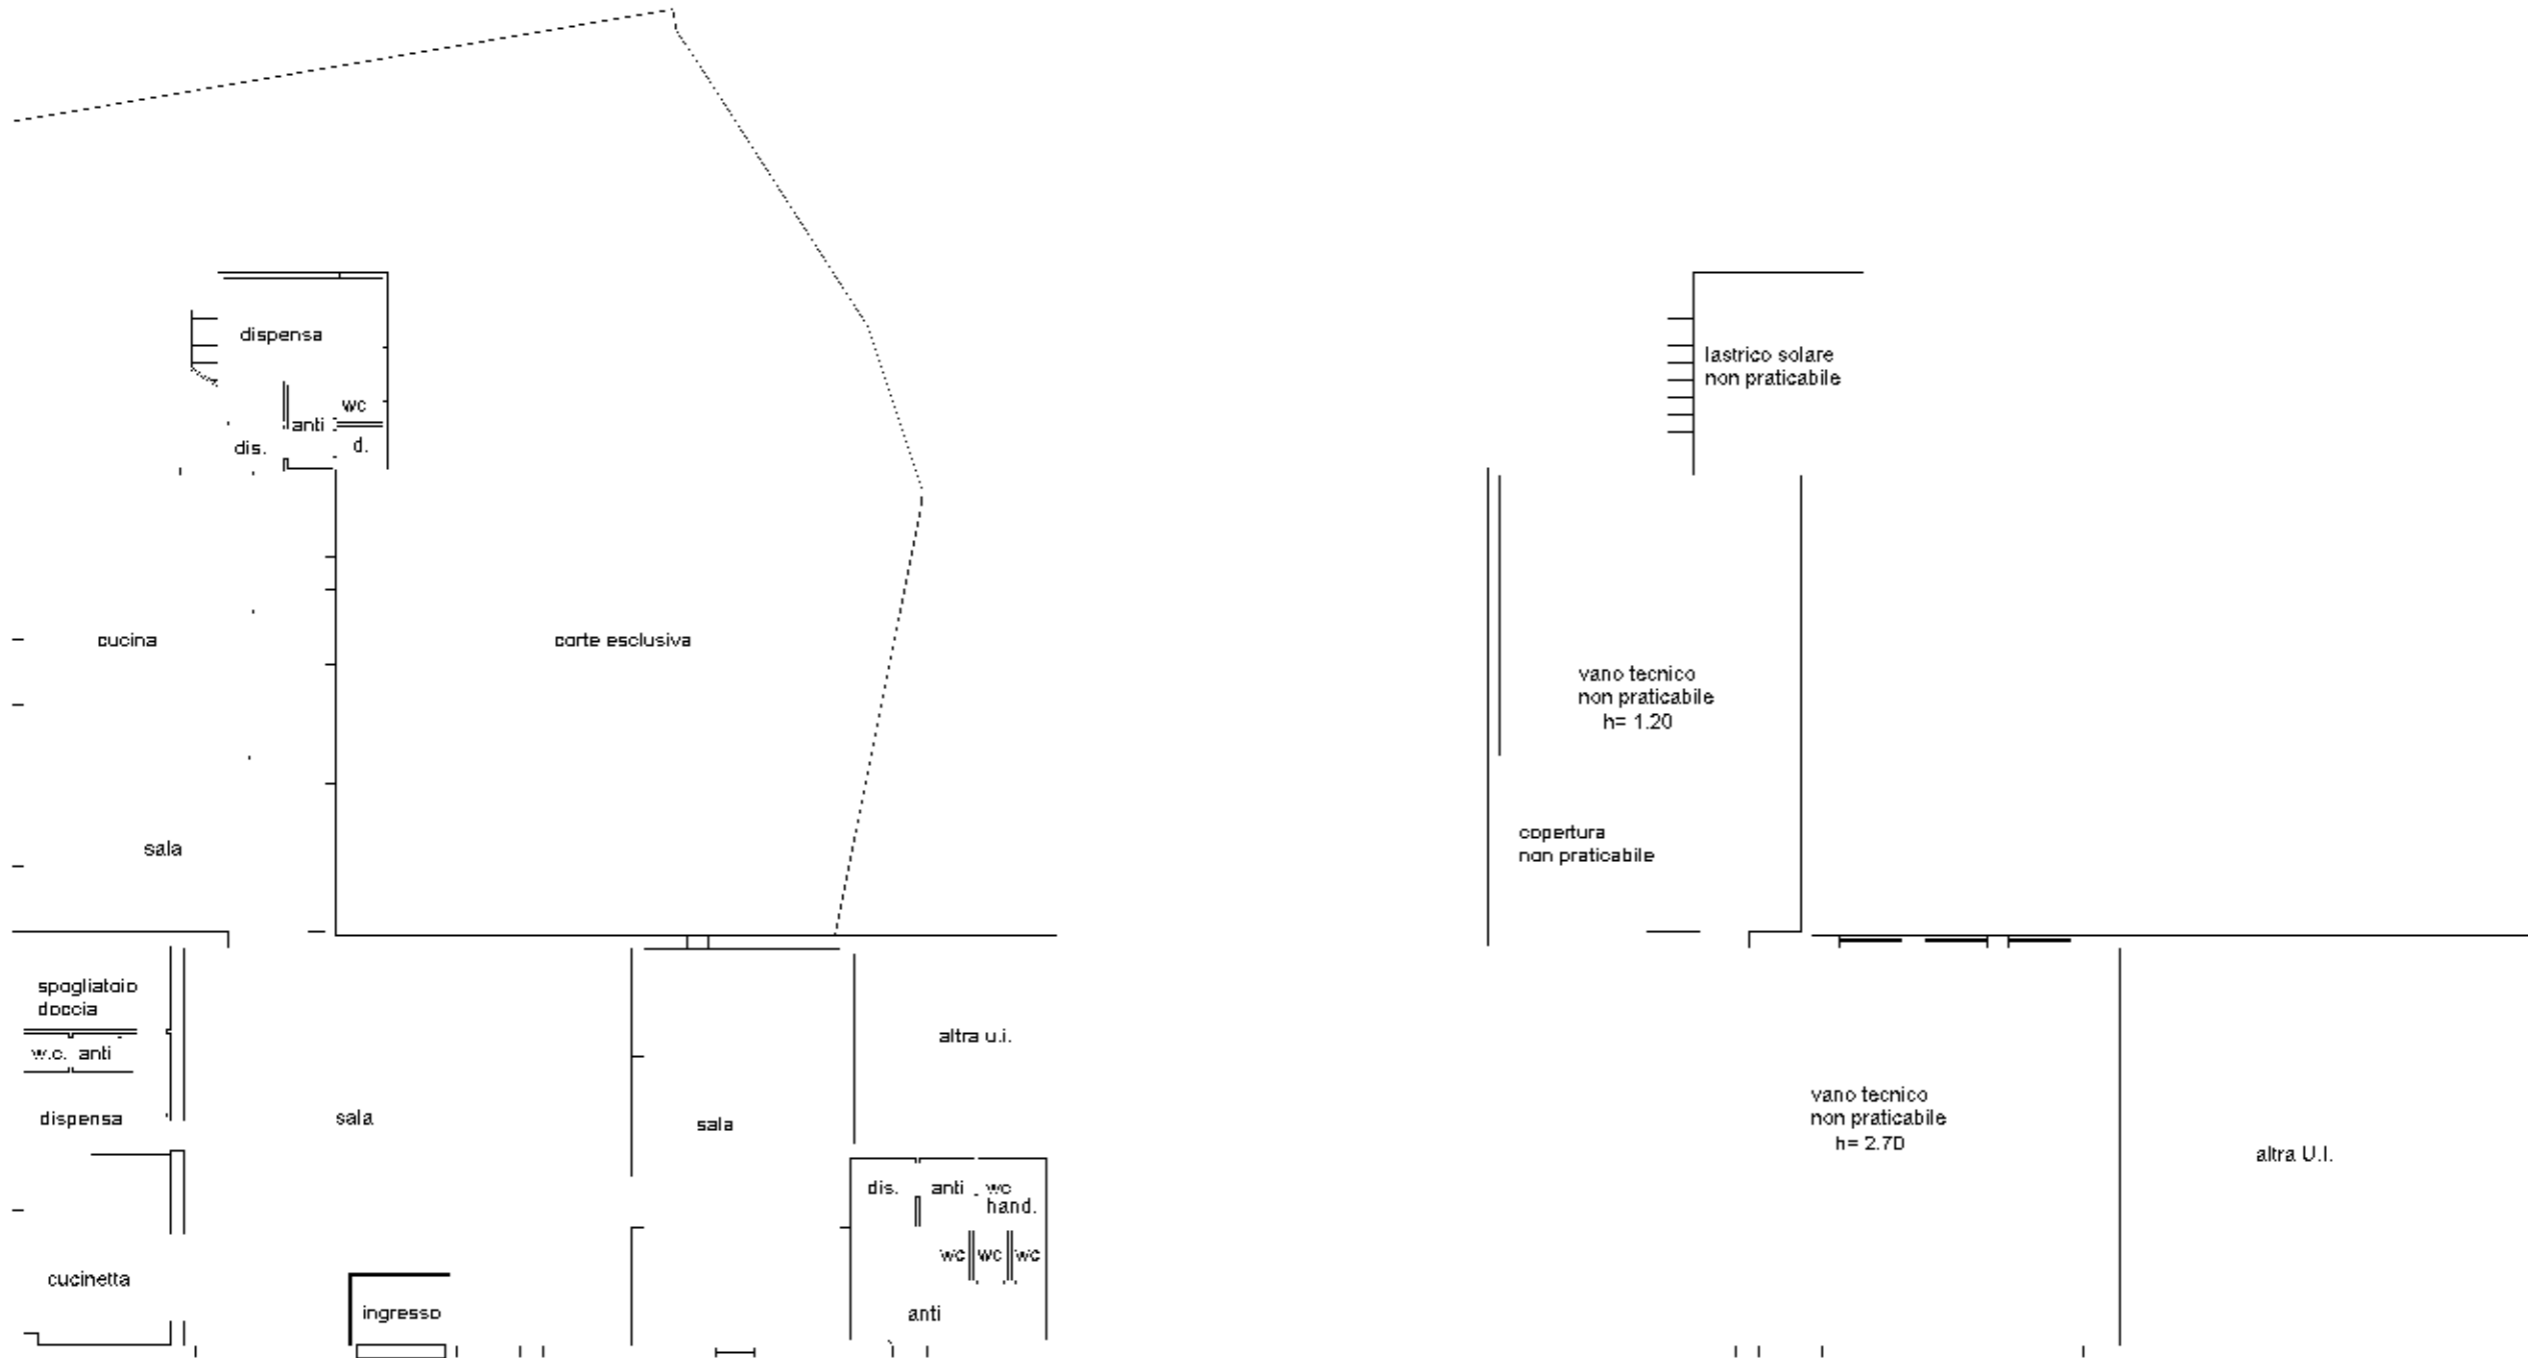 dispensa
wc
anti
dis.
d.
cucina
corte esclusiva
sala
spogliatoio
doccia
w.c. anti
dispensa
sala
sala
altra u.i.
dis.
anti
wc
hand.
wc
wc
wc
cucinetta
ingresso
anti
lastrico solare
non praticabile
vano tecnico
non praticabile
h= 1.20
copertura
non praticabile
vano tecnico
non praticabile
h= 2.70
altra U.I.